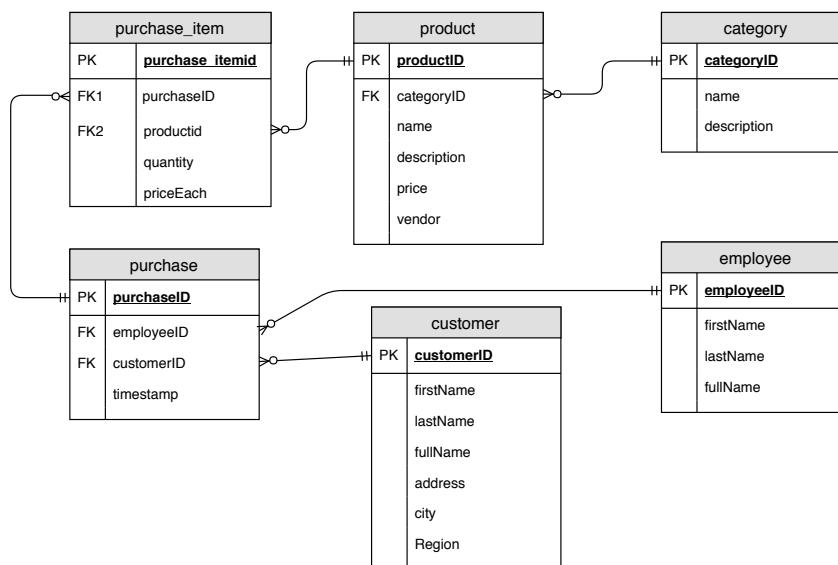 purchase_item
PK purchase_itemid
FK1 purchaseID
FK2 productid
quantity
priceEach
product
PK productID
FK categoryID
name
description
price
vendor
category
PK categoryID
name
description
purchase
PK purchaseID
FK employeeID
FK customerID
timestamp
customer
PK customerID
firstName
lastName
fullName
address
city
Region
employee
PK employeeID
firstName
lastName
fullName